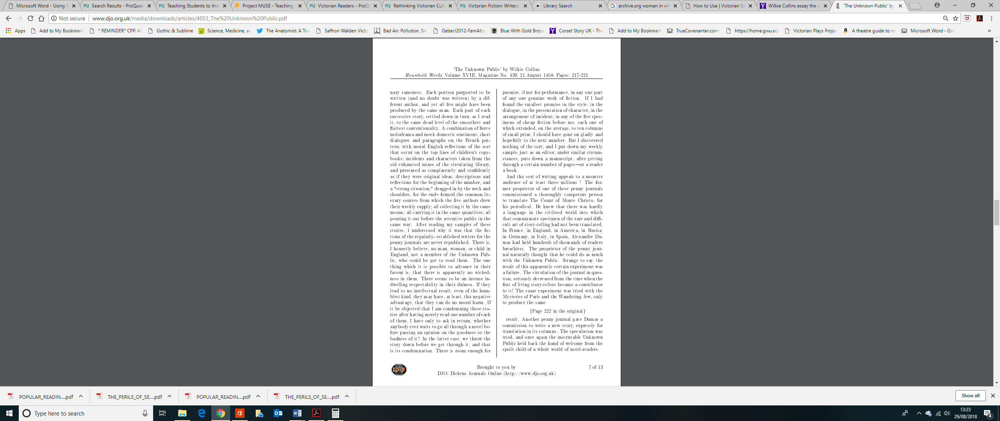 Microsoft Word - Using
Search Results - ProQues
Teaching Students to Ima
Project MUSE - Teaching
Victorian Readers - ProQ
Rethinking Victorian Cult
Victorian Fiction: Writers,
Library Search
archive.org woman in wh
How to Use | Victorian Se
Wilkie Collins essay the u
`The Unknown Public' by
Not secure www.djo.org.uk/media/downloads/articles/4053_The%20Unknown%20Public.pdf
Apps
Add to My Bookmark
* REMINDER* CFP: A
Gothic & Sublime
Science, Medicine, an
The Anatomist: A Tru
Saffron Walden Victo
Bad Air: Pollution, Sin
GeberJ2012-FamAtl.p
Blue With Gold Broca
Corset Story UK - Tha
Add to My Bookmark
TrueCovenanter.com:
https://home.gwu.ed
Victorian Plays Projec
A theatre guide to ni
Microsoft Word - Got
'The Unknown Public' by Wilkie Collins
Household Words, Volume XVIII, Magazine No. 439, 21 August 1858, Pages: 217-222
nary sameness. Each portion purported to be
written (and no doubt was written) by a dif-
ferent author, and yet all five might have been
produced by the same man. Each part of each
successive story, settled down in turn, as I read
it, to the same dead level of the smoothest and
flattest conventionality. A combination of fierce
melodrama and meek domestic sentiment; short
dialogues and paragraphs on the French pat-
tern, with moral English reflections of the sort
that occur on the top lines of children's copy-
books; incidents and characters taken from the
old exhausted mines of the circulating library,
and presented as complacently and confidently
as if they were original ideas; descriptions and
reflections for the beginning of the number, and
a "strong situation," dragged in by the neck and
shoulders, for the end– formed the common lit-
erary sources from which the five authors drew
their weekly supply; all collecting it by the same
means; all carrying it in the same quantities; all
pouring it out before the attentive public in the
same way. After reading my samples of these
stories, I understood why it was that the fic-
tions of the regularly- established writers for the
penny journals are never republished. There is,
I honestly believe, no man, woman, or child in
England, not a member of the Unknown Pub-
lic, who could be got to read them. The one
thing which it is possible to advance in their
favour is, that there is apparently no wicked-
ness in them. There seems to be an intense in-
dwelling respectability in their dulness. If they
lead to no intellectual result, even of the hum-
blest kind, they may have, at least, this negative
advantage, that they can do no moral harm. If
it be objected that I am condemning these sto-
ries after having merely read one number of each
of them, I have only to ask in return, whether
anybody ever waits to go all through a novel be-
fore passing an opinion on the goodness or the
badness of it? In the latter case, we throw the
story down before we get through it, and that
is its condemnation. There is room enough for
promise, if not for performance, in any one part
of any one genuine work of fiction. If I had
found the smallest promise in the style, in the
dialogue, in the presentation of character, in the
arrangement of incident, in any of the five spec-
imens of cheap fiction before me, each one of
which extended, on the average, to ten columns
of small print, I should have gone on gladly and
hopefully to the next number. But I discovered
nothing of the sort; and I put down my weekly
sample, just as an editor, under similar circum-
stances, puts down a manuscript, after getting
through a certain number of pages—or a reader
a book.
And this sort of writing appeals to a monster
audience of at least three millions ! The for-
mer proprietor of one of these penny journals
commissioned a thoroughly competent person
to translate The Count of Monte Christo, for
his periodical. He knew that there was hardly
a language in the civilised world into which
that consummate specimen of the rare and diffi-
cult art of story-telling had not been translated.
In France, in England, in America, in Russia,
in Germany, in Italy, in Spain, Alexandre Du-
mas had held hundreds of thousands of readers
breathless. The proprietor of the penny jour-
nal naturally thought that he could do as much
with the Unknown Public. Strange to say, the
result of this apparently certain experiment was
a failure. The circulation of the journal in ques-
tion, seriously decreased from the time when the
first of living story-tellers became a contributor
to it! The same experiment was tried with the
Mysteries of Paris and the Wandering Jew, only
to produce the same
{Page 222 in the original}
result. Another penny journal gave Dumas a
commission to write a new story, expressly for
translation in its columns. The speculation was
tried, and once again the inscrutable Unknown
Public held back the hand of welcome from the
spoilt child of a whole world of novel-readers.
Brought to you by
DJO: Dickens Journals Online (http://www.djo.org.uk)
7 of 13
POPULAR_READIN....pdf
THE_PERILS_OF_SE....pdf
POPULAR_READIN....pdf
THE_PERILS_OF_SE....pdf
Show all
Type here to search
13:23
29/08/2018
4